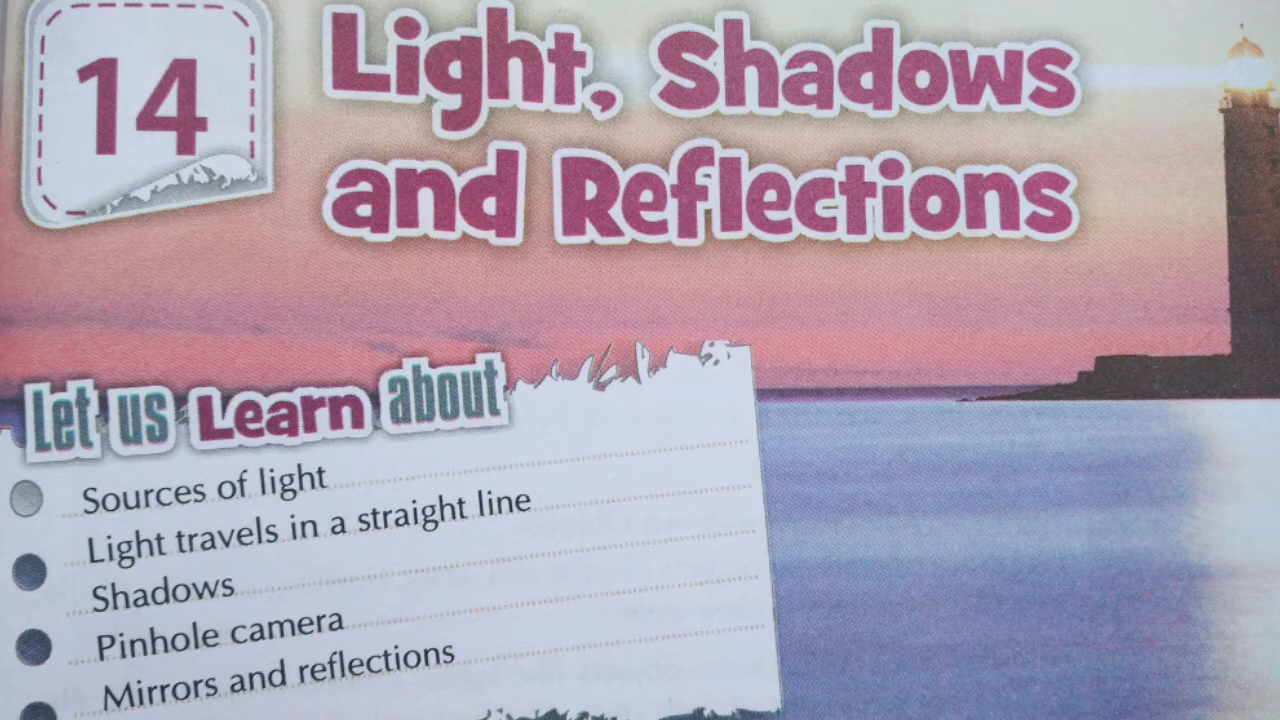 14
Light, Shadows
and Reflections
Let us Learn about
Sources of light
Light travels in a straight line
Shadows
Pinhole camera
Mirrors and reflections